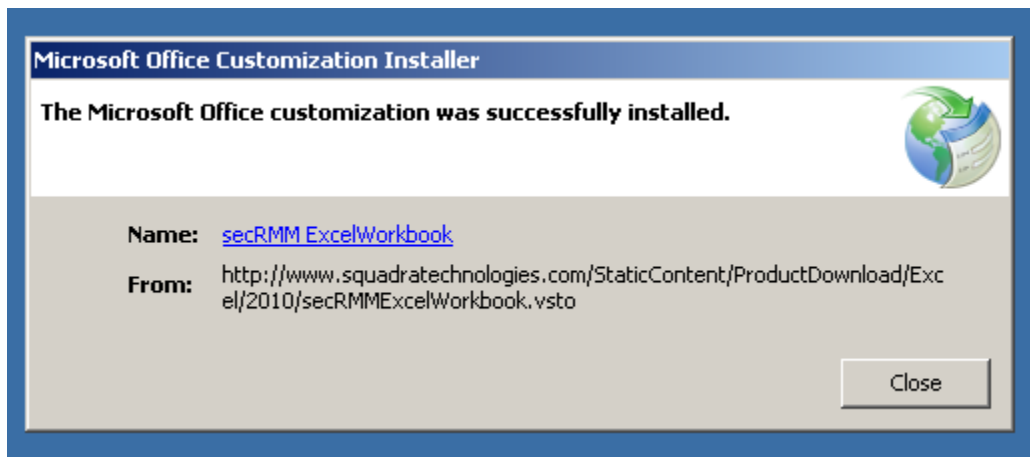 Microsoft Office Customization Installer
The Microsoft Office customization was successfully installed.
Name: secRMM ExcelWorkbook
From: http://www.squadratechnologies.com/StaticContent/ProductDownload/Exc
el/2010/secRMMExcelWorkbook.vsto
Close